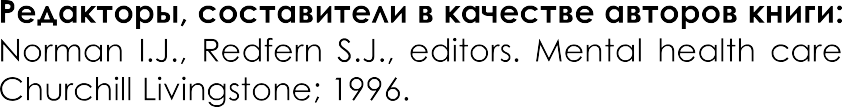 Редакторы, составители в качестве авторов книги:
Norman I.J., Redfern S.J., editors. Mental health care
Churchill Livingstone; 1996.